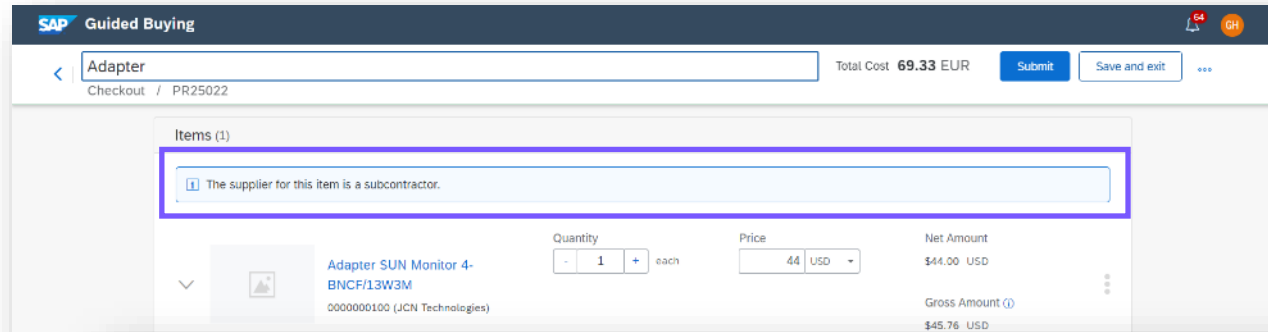 SAP Guided Buying
64
GH
Adapter
Total Cost 69.33 EUR
Submit
Save and exit
Checkout / PR25022
Items (1)
The supplier for this item is a subcontractor.
Quantity
Price
Net Amount
Adapter SUN Monitor 4-
BNCF/13W3M
- 1 + each
44 USD
$44.00 USD
0000000100 (JCN Technologies)
Gross Amount
$45.76 USD